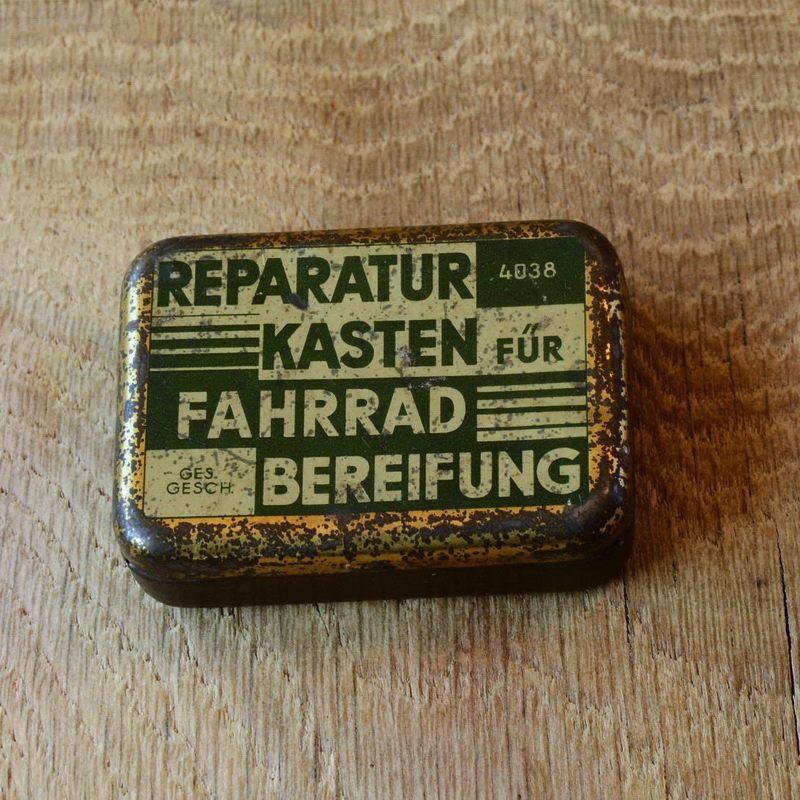 REPARATUR 4038
KASTEN FÜR
FAHRRAD
GES. GESCH. BEREIFUNG